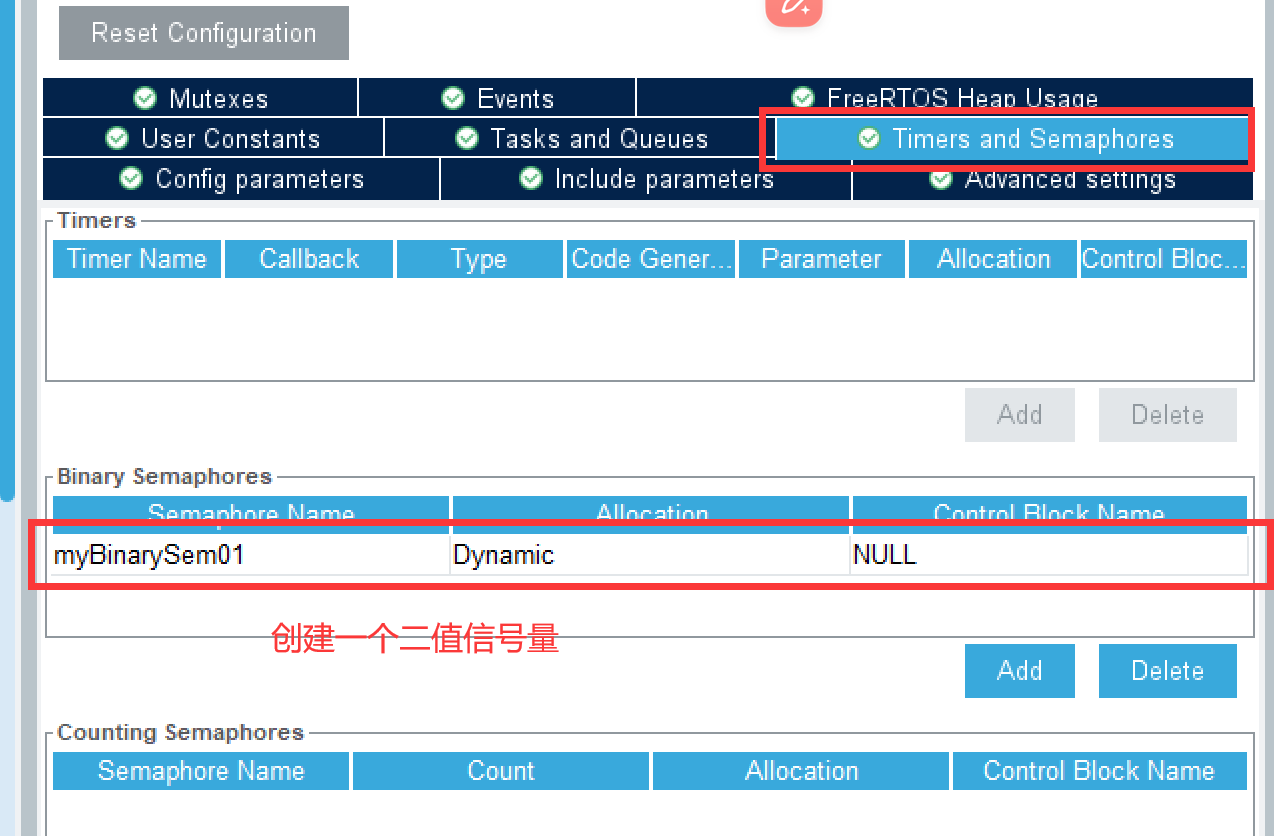 Reset Configuration
Mutexes Events FreeRTOS Heap Usage
User Constants Tasks and Queues Timers and Semaphores
Config parameters Include parameters Advanced settings
Timers
Timer Name Callback Type Code Gener... Parameter Allocation Control Bloc...
Add Delete
Binary Semaphores
Semaphore Name Allocation Control Block Name
myBinarySem01 Dynamic NULL
创建一个二值信号量
Add Delete
Counting Semaphores
Semaphore Name Count Allocation Control Block Name